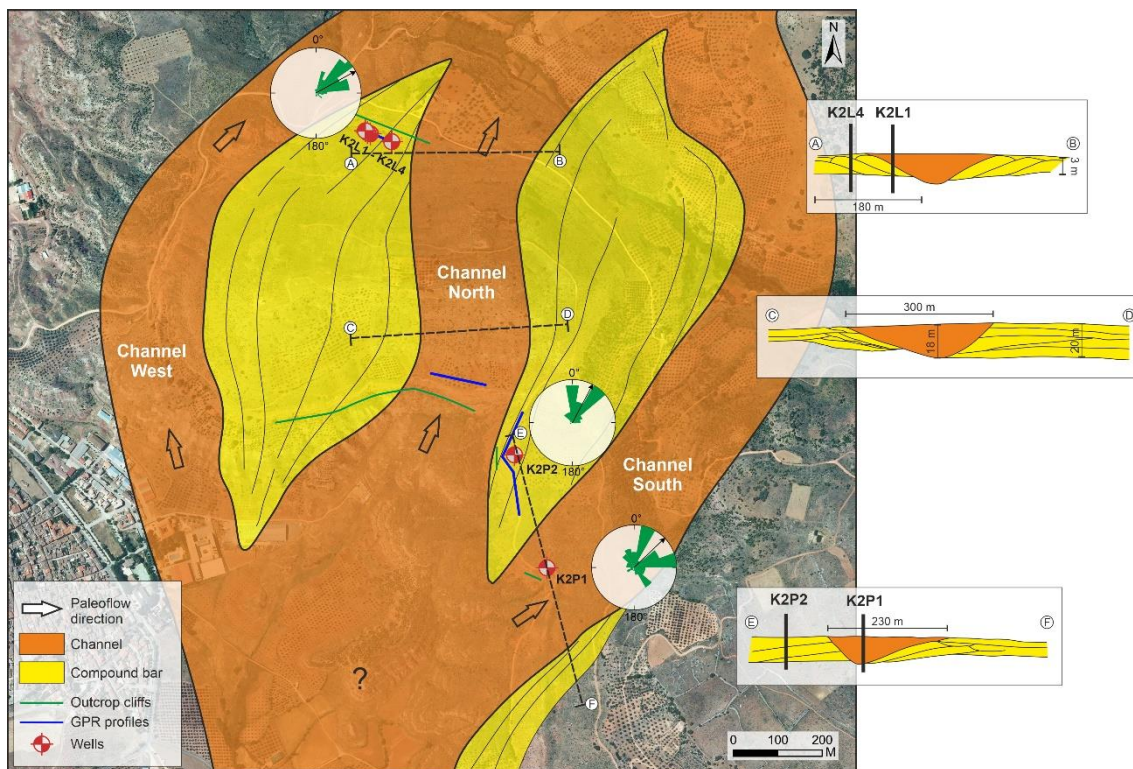 N
0°
180°
K2L1 - K2L4
A
B
Channel
North
C
D
Channel
West
0°
180°
E
K2P2
Channel
South
0°
180°
K2P1
F
?
Paleoflow
direction
Channel
Compound bar
Outcrop cliffs
GPR profiles
Wells
0 100 200
M
K2L4 K2L1
A B
3 m
180 m
300 m
C D
18 m
20 m
K2P2 K2P1
230 m
E F